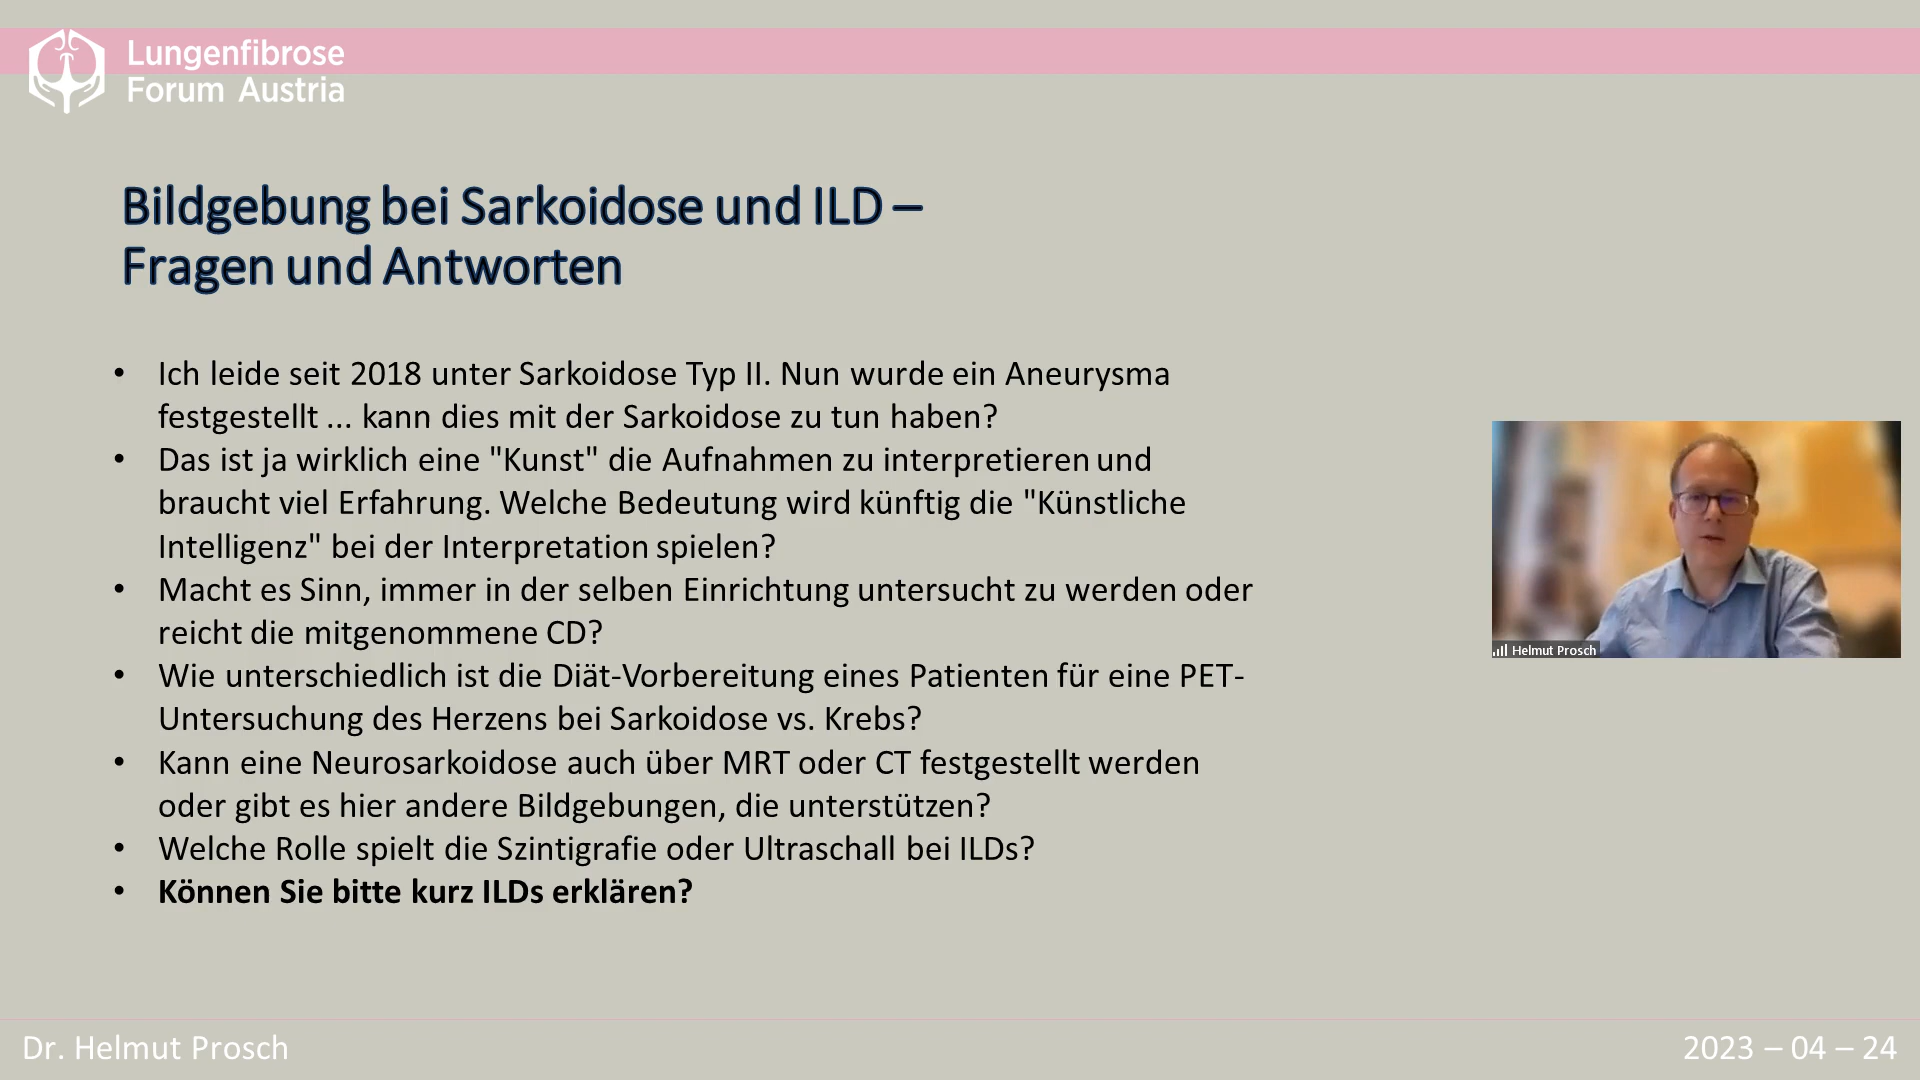 Lungenfibrose
Forum Austria
Bildgebung bei Sarkoidose und ILD –
Fragen und Antworten
• Ich leide seit 2018 unter Sarkoidose Typ II. Nun wurde ein Aneurysma
festgestellt ... kann dies mit der Sarkoidose zu tun haben?
• Das ist ja wirklich eine "Kunst" die Aufnahmen zu interpretieren und
braucht viel Erfahrung. Welche Bedeutung wird künftig die "Künstliche
Intelligenz" bei der Interpretation spielen?
• Macht es Sinn, immer in der selben Einrichtung untersucht zu werden oder
reicht die mitgenommene CD?
• Wie unterschiedlich ist die Diät-Vorbereitung eines Patienten für eine PET-
Untersuchung des Herzens bei Sarkoidose vs. Krebs?
• Kann eine Neurosarkoidose auch über MRT oder CT festgestellt werden
oder gibt es hier andere Bildgebungen, die unterstützen?
• Welche Rolle spielt die Szintigrafie oder Ultraschall bei ILDs?
• Können Sie bitte kurz ILDs erklären?
Helmut Prosch
Dr. Helmut Prosch
2023 – 04 – 24